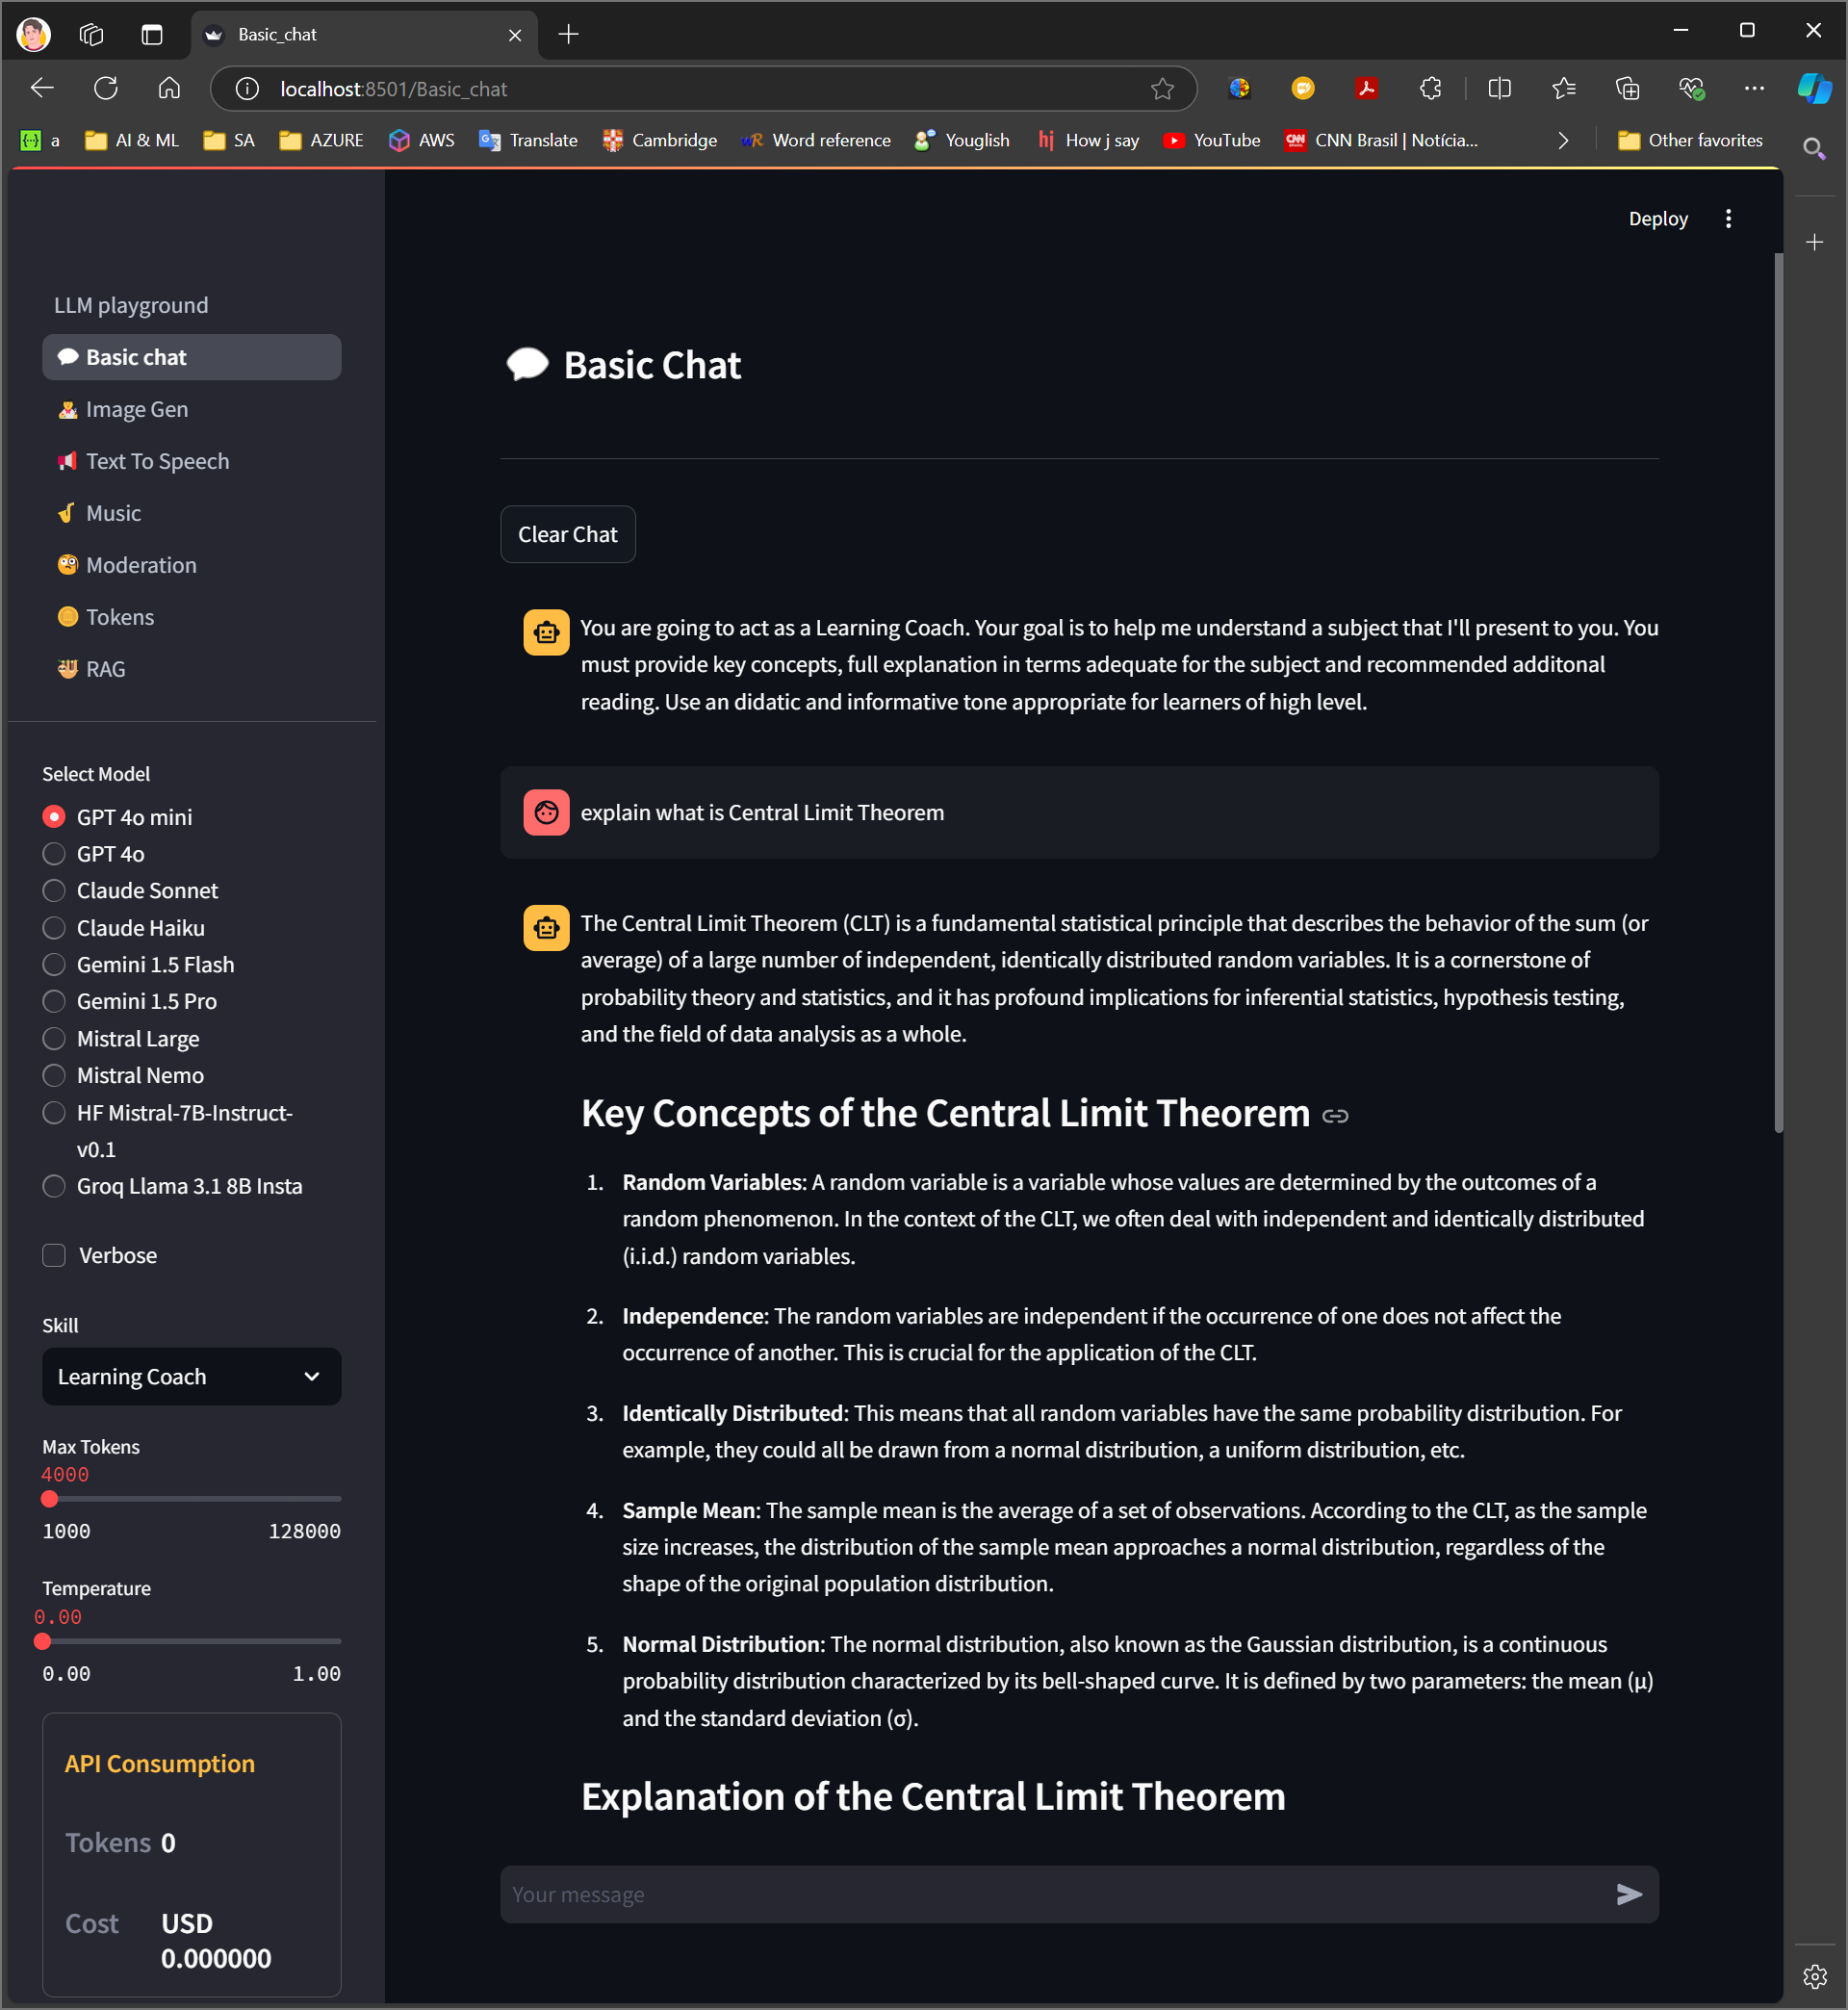 Basic_chat
localhost:8501/Basic_chat
a
AI & ML
SA
AZURE
AWS
Translate
Cambridge
WR
Word reference
Youglish
hj
How j say
YouTube
CNN
CNN Brasil | Notícia...
Other favorites
Deploy
LLM playground
Basic chat
Image Gen
Text To Speech
Music
Moderation
Tokens
RAG
Select Model
GPT 4o mini
GPT 4o
Claude Sonnet
Claude Haiku
Gemini 1.5 Flash
Gemini 1.5 Pro
Mistral Large
Mistral Nemo
HF Mistral-7B-Instruct-
v0.1
Groq Llama 3.1 8B Insta
Verbose
Skill
Learning Coach
Max Tokens
4000
1000 128000
Temperature
0.00
0.00 1.00
API Consumption
Tokens 0
Cost USD
0.000000
Basic Chat
Clear Chat
You are going to act as a Learning Coach. Your goal is to help me understand a subject that I'll present to you. You
must provide key concepts, full explanation in terms adequate for the subject and recommended additonal
reading. Use an didatic and informative tone appropriate for learners of high level.
explain what is Central Limit Theorem
The Central Limit Theorem (CLT) is a fundamental statistical principle that describes the behavior of the sum (or
average) of a large number of independent, identically distributed random variables. It is a cornerstone of
probability theory and statistics, and it has profound implications for inferential statistics, hypothesis testing,
and the field of data analysis as a whole.
Key Concepts of the Central Limit Theorem
1. Random Variables: A random variable is a variable whose values are determined by the outcomes of a
random phenomenon. In the context of the CLT, we often deal with independent and identically distributed
(i.i.d.) random variables.
2. Independence: The random variables are independent if the occurrence of one does not affect the
occurrence of another. This is crucial for the application of the CLT.
3. Identically Distributed: This means that all random variables have the same probability distribution. For
example, they could all be drawn from a normal distribution, a uniform distribution, etc.
4. Sample Mean: The sample mean is the average of a set of observations. According to the CLT, as the sample
size increases, the distribution of the sample mean approaches a normal distribution, regardless of the
shape of the original population distribution.
5. Normal Distribution: The normal distribution, also known as the Gaussian distribution, is a continuous
probability distribution characterized by its bell-shaped curve. It is defined by two parameters: the mean (μ)
and the standard deviation (σ).
Explanation of the Central Limit Theorem
Your message